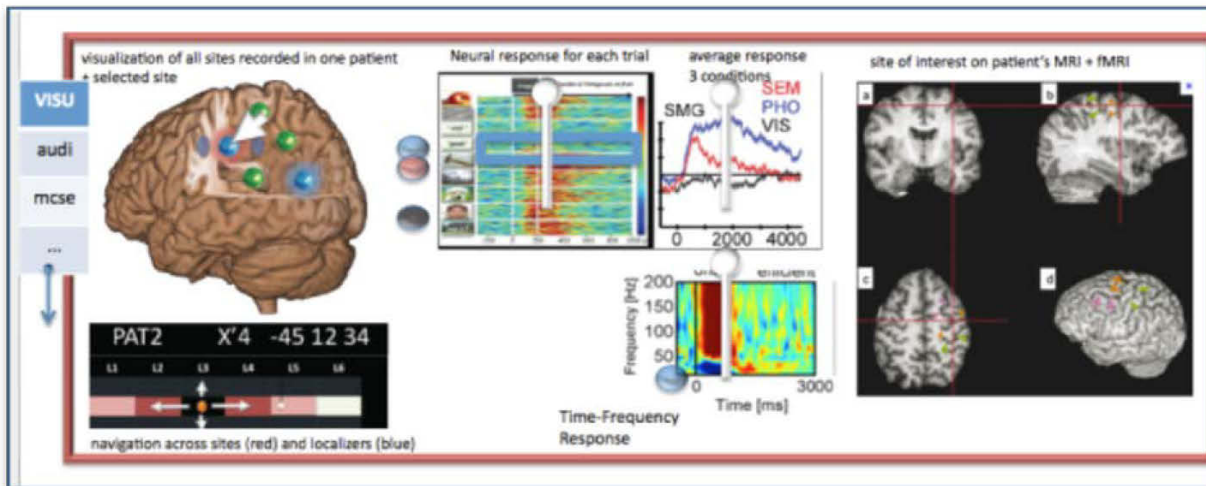 visualization of all sites recorded in one patient
+ selected site
VISU
audi
mcse
...
PAT2 X'4 -45 12 34
L1 L2 L3 L4 L5 L6
navigation across sites (red) and localizers (blue)
Neural response for each trial
average response
3 conditions
SEM
PHO
VIS
SMG
0 2000 4000
Frequency [Hz]
200
150
100
50
0 3000
Time [ms]
Time-Frequency
Response
site of interest on patient's MRI + fMRI
a
b
c
d